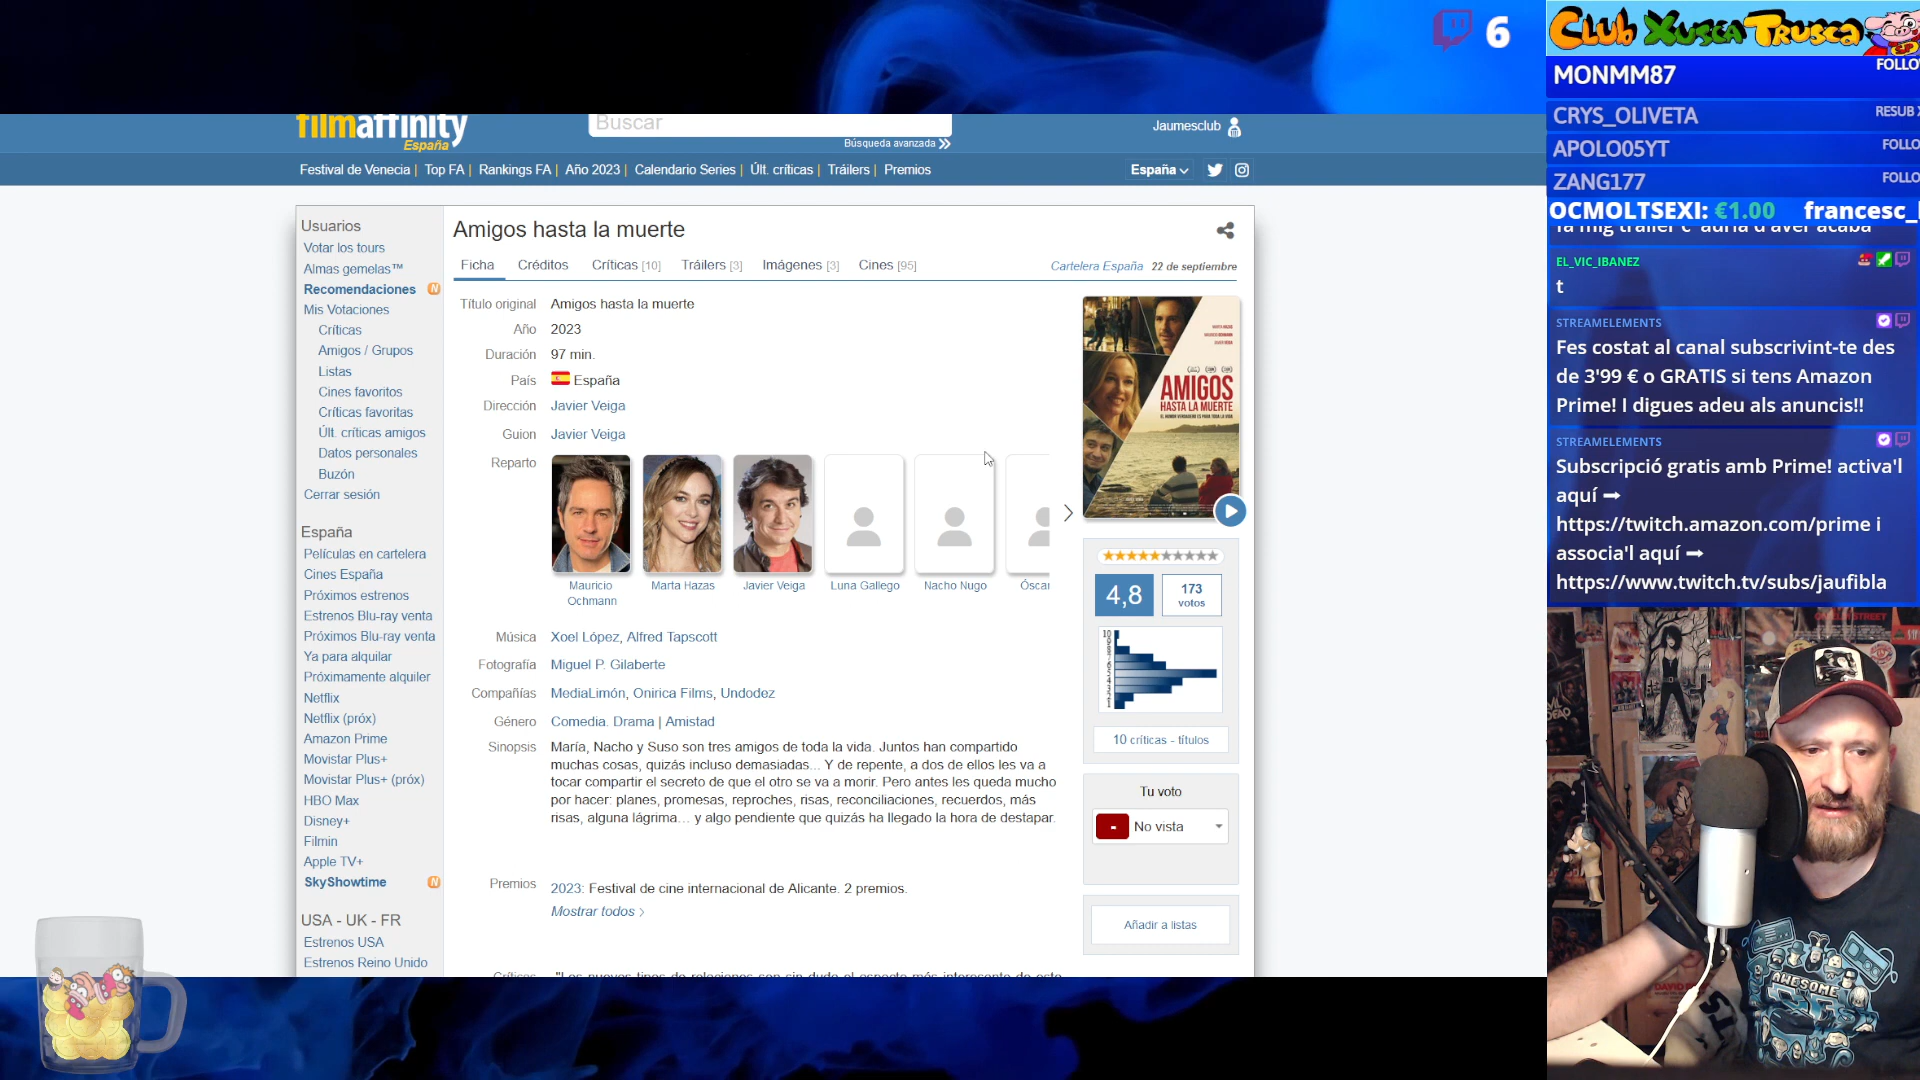 6
Club Xusca Trusca
MONMM87
CRYS_OLIVETA
RESUB
APOLO05YT
ZANG177
OCMOLTSEXI: €1.00
EL_VIC_IBANEZ
t
STREAMELEMENTS
Fes costat al canal subscrivint-te des
de 3'99 € o GRATIS si tens Amazon
Prime! I digues adeu als anuncis!!
STREAMELEMENTS
Subscripció gratis amb Prime! activa'l
aquí ➞
https://twitch.amazon.com/prime i
associa'l aquí ➞
https://www.twitch.tv/subs/jaufibla
filmaffinity
España
Buscar
Búsqueda avanzada
Jaumesclub
Festival de Venecia | Top FA | Rankings FA | Año 2023 | Calendario Series | Últ. críticas | Tráilers | Premios
España
Usuarios
Votar los tours
Almas gemelas™
Recomendaciones N
Mis Votaciones
Críticas
Amigos / Grupos
Listas
Cines favoritos
Críticas favoritas
Últ. críticas amigos
Datos personales
Buzón
Cerrar sesión
España
Películas en cartelera
Cines España
Próximos estrenos
Estrenos Blu-ray venta
Próximos Blu-ray venta
Ya para alquilar
Próximamente alquiler
Netflix
Netflix (próx)
Amazon Prime
Movistar Plus+
Movistar Plus+ (próx)
HBO Max
Disney+
Filmin
Apple TV+
SkyShowtime N
USA - UK - FR
Estrenos USA
Estrenos Reino Unido
Amigos hasta la muerte
Ficha Créditos Críticas [10] Tráilers [3] Imágenes [3] Cines [95]
Cartelera España 22 de septiembre
Título original Amigos hasta la muerte
Año 2023
Duración 97 min.
País España
Dirección Javier Veiga
Guion Javier Veiga
Reparto
Mauricio
Ochmann
Marta Hazas
Javier Veiga
Luna Gallego
Nacho Nugo
Óscar
Música Xoel López, Alfred Tapscott
Fotografía Miguel P. Gilaberte
Compañías MediaLimón, Onirica Films, Undodez
Género Comedia. Drama | Amistad
Sinopsis María, Nacho y Suso son tres amigos de toda la vida. Juntos han compartido
muchas cosas, quizás incluso demasiadas... Y de repente, a dos de ellos les va a
tocar compartir el secreto de que el otro se va a morir. Pero antes les queda mucho
por hacer: planes, promesas, reproches, risas, reconciliaciones, recuerdos, más
risas, alguna lágrima… y algo pendiente que quizás ha llegado la hora de destapar.
Premios 2023: Festival de cine internacional de Alicante. 2 premios.
Mostrar todos
AMIGOS
HASTA LA MUERTE
4,8
173
votos
10 críticas - títulos
Tu voto
- No vista
Añadir a listas
AWESOME